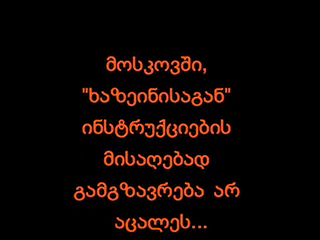 მოსკოვში,
"ხაზეინისაგან"
ინსტრუქციების
მისაღებად
გამგზავრება არ
აცალეს...